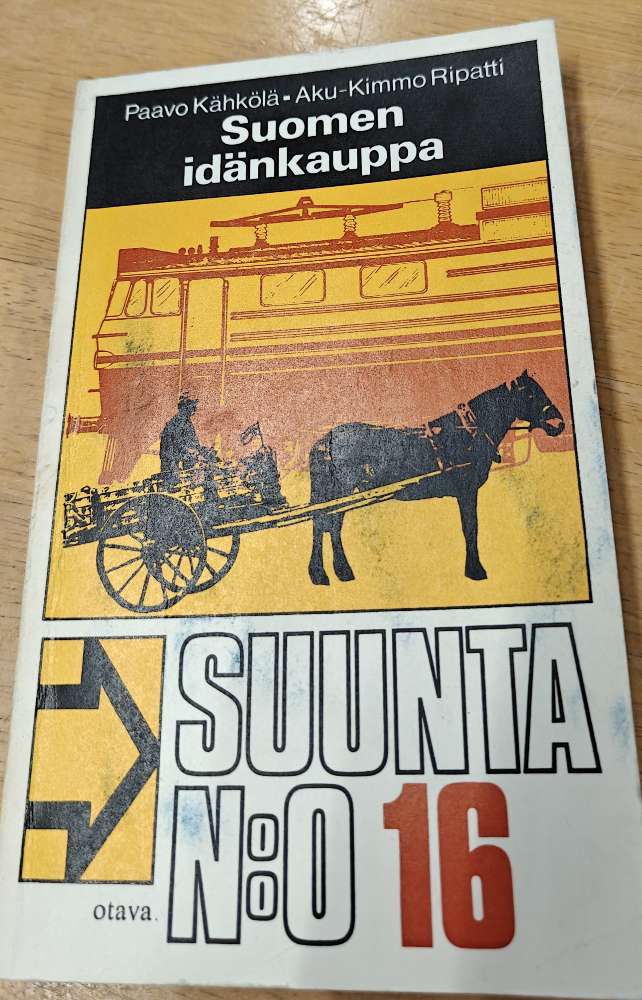 Paavo Kähkölä - Aku-Kimmo Ripatti
Suomen
idänkauppa
SUUNTA
N:O 16
otava.